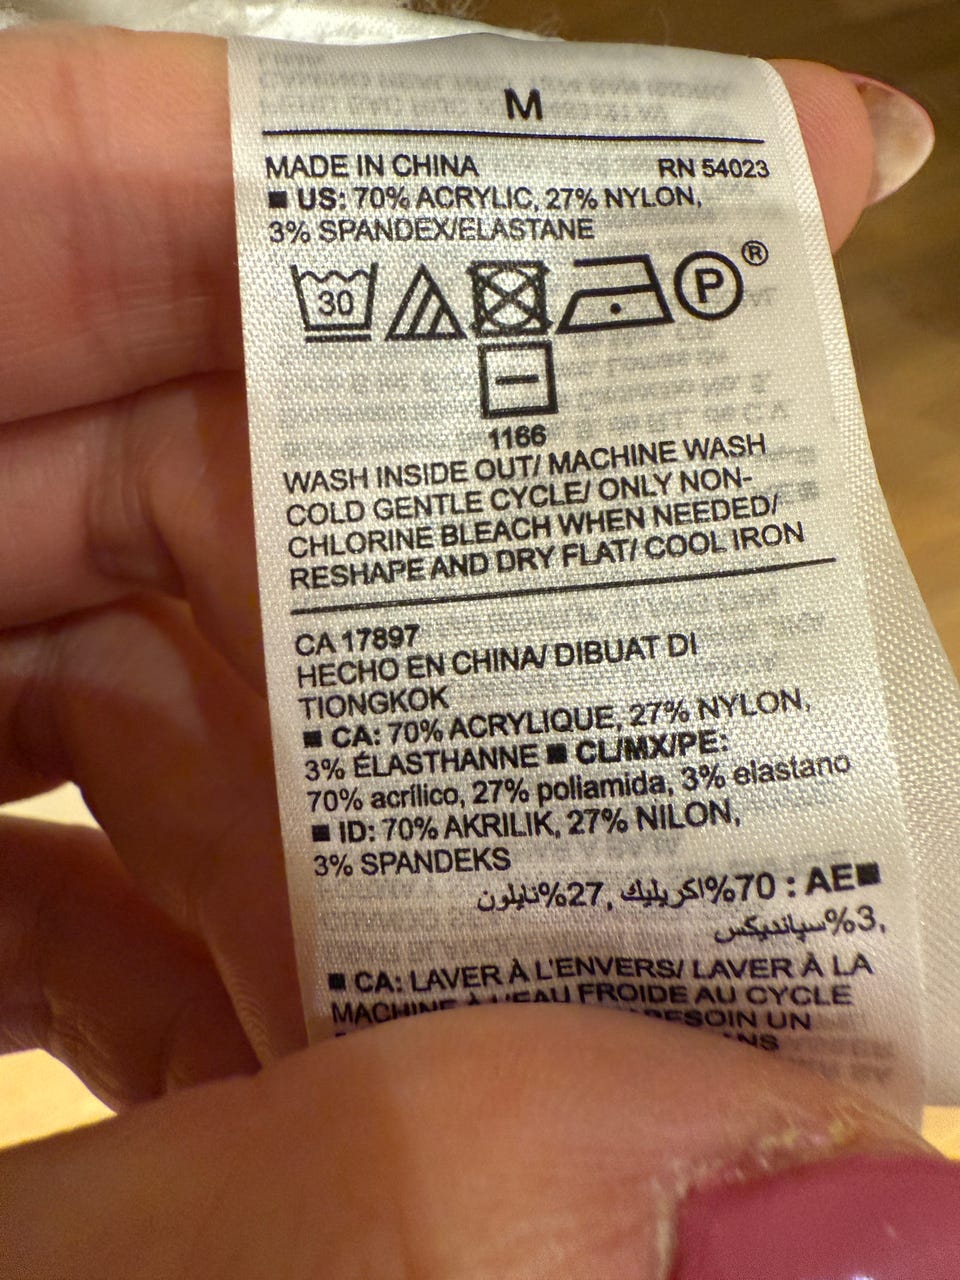 M
MADE IN CHINA RN 54023
■ US: 70% ACRYLIC, 27% NYLON,
3% SPANDEX/ELASTANE
30 P®
1166
WASH INSIDE OUT/ MACHINE WASH
COLD GENTLE CYCLE/ ONLY NON-
CHLORINE BLEACH WHEN NEEDED/
RESHAPE AND DRY FLAT/ COOL IRON
CA 17897
HECHO EN CHINA/ DIBUAT DI
TIONGKOK
■ CA: 70% ACRYLIQUE, 27% NYLON,
3% ÉLASTHANNE ■ CL/MX/PE:
70% acrílico, 27% poliamida, 3% elastano
■ ID: 70% AKRILIK, 27% NILON,
3% SPANDEKS
■AE : 70%اكريليك ,27%نايلون
,3%سپانديكس
■ CA: LAVER À L'ENVERS/ LAVER À LA
MACHINE À L'EAU FROIDE AU CYCLE
BESOIN UN